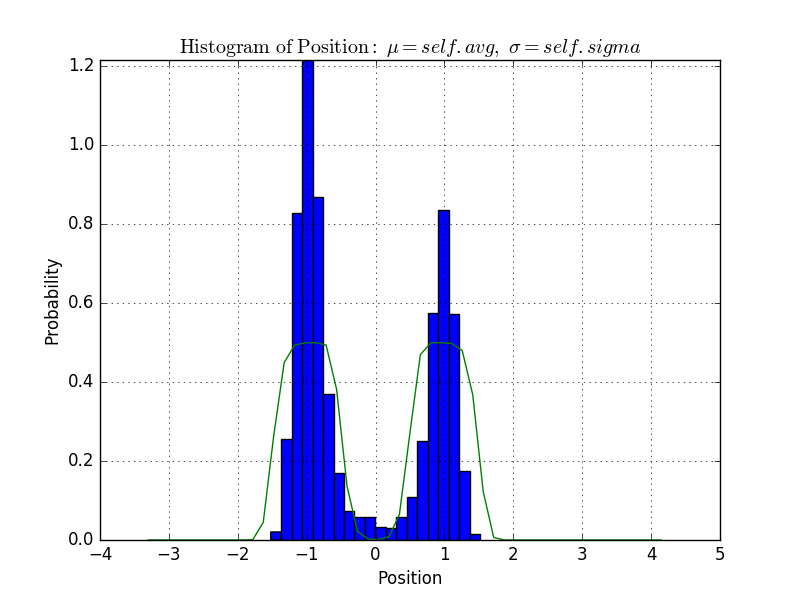 Histogram of Position: μ = self.avg, σ = self.sigma
1.2
1.0
0.8
0.6
0.4
0.2
0.0
Probability
−4 −3 −2 −1 0 1 2 3 4 5
Position